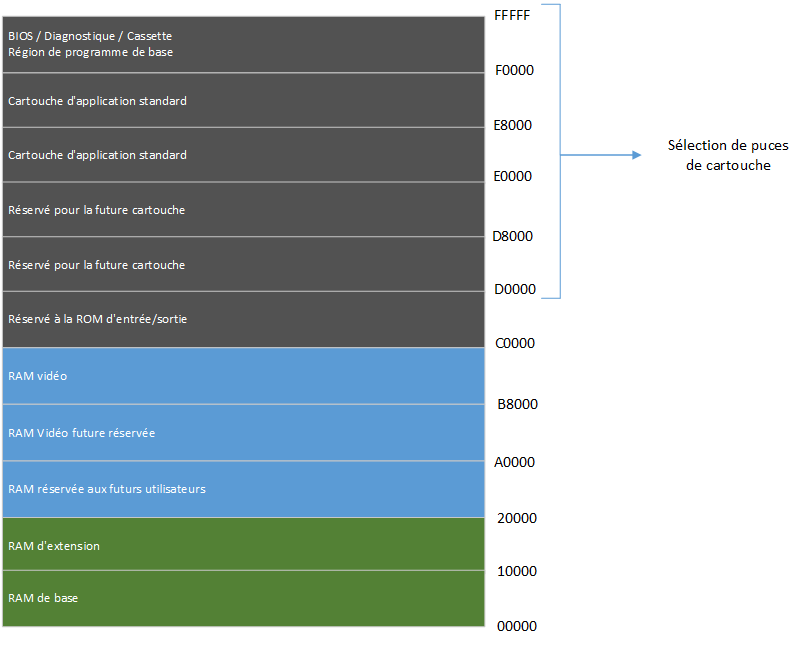 FFFFF
BIOS / Diagnostique / Cassette
Région de programme de base
F0000
Cartouche d'application standard
E8000
Cartouche d'application standard
Sélection de puces
de cartouche
E0000
Réservé pour la future cartouche
D8000
Réservé pour la future cartouche
D0000
Réservé à la ROM d'entrée/sortie
C0000
RAM vidéo
B8000
RAM Vidéo future réservée
A0000
RAM réservée aux futurs utilisateurs
20000
RAM d'extension
10000
RAM de base
00000